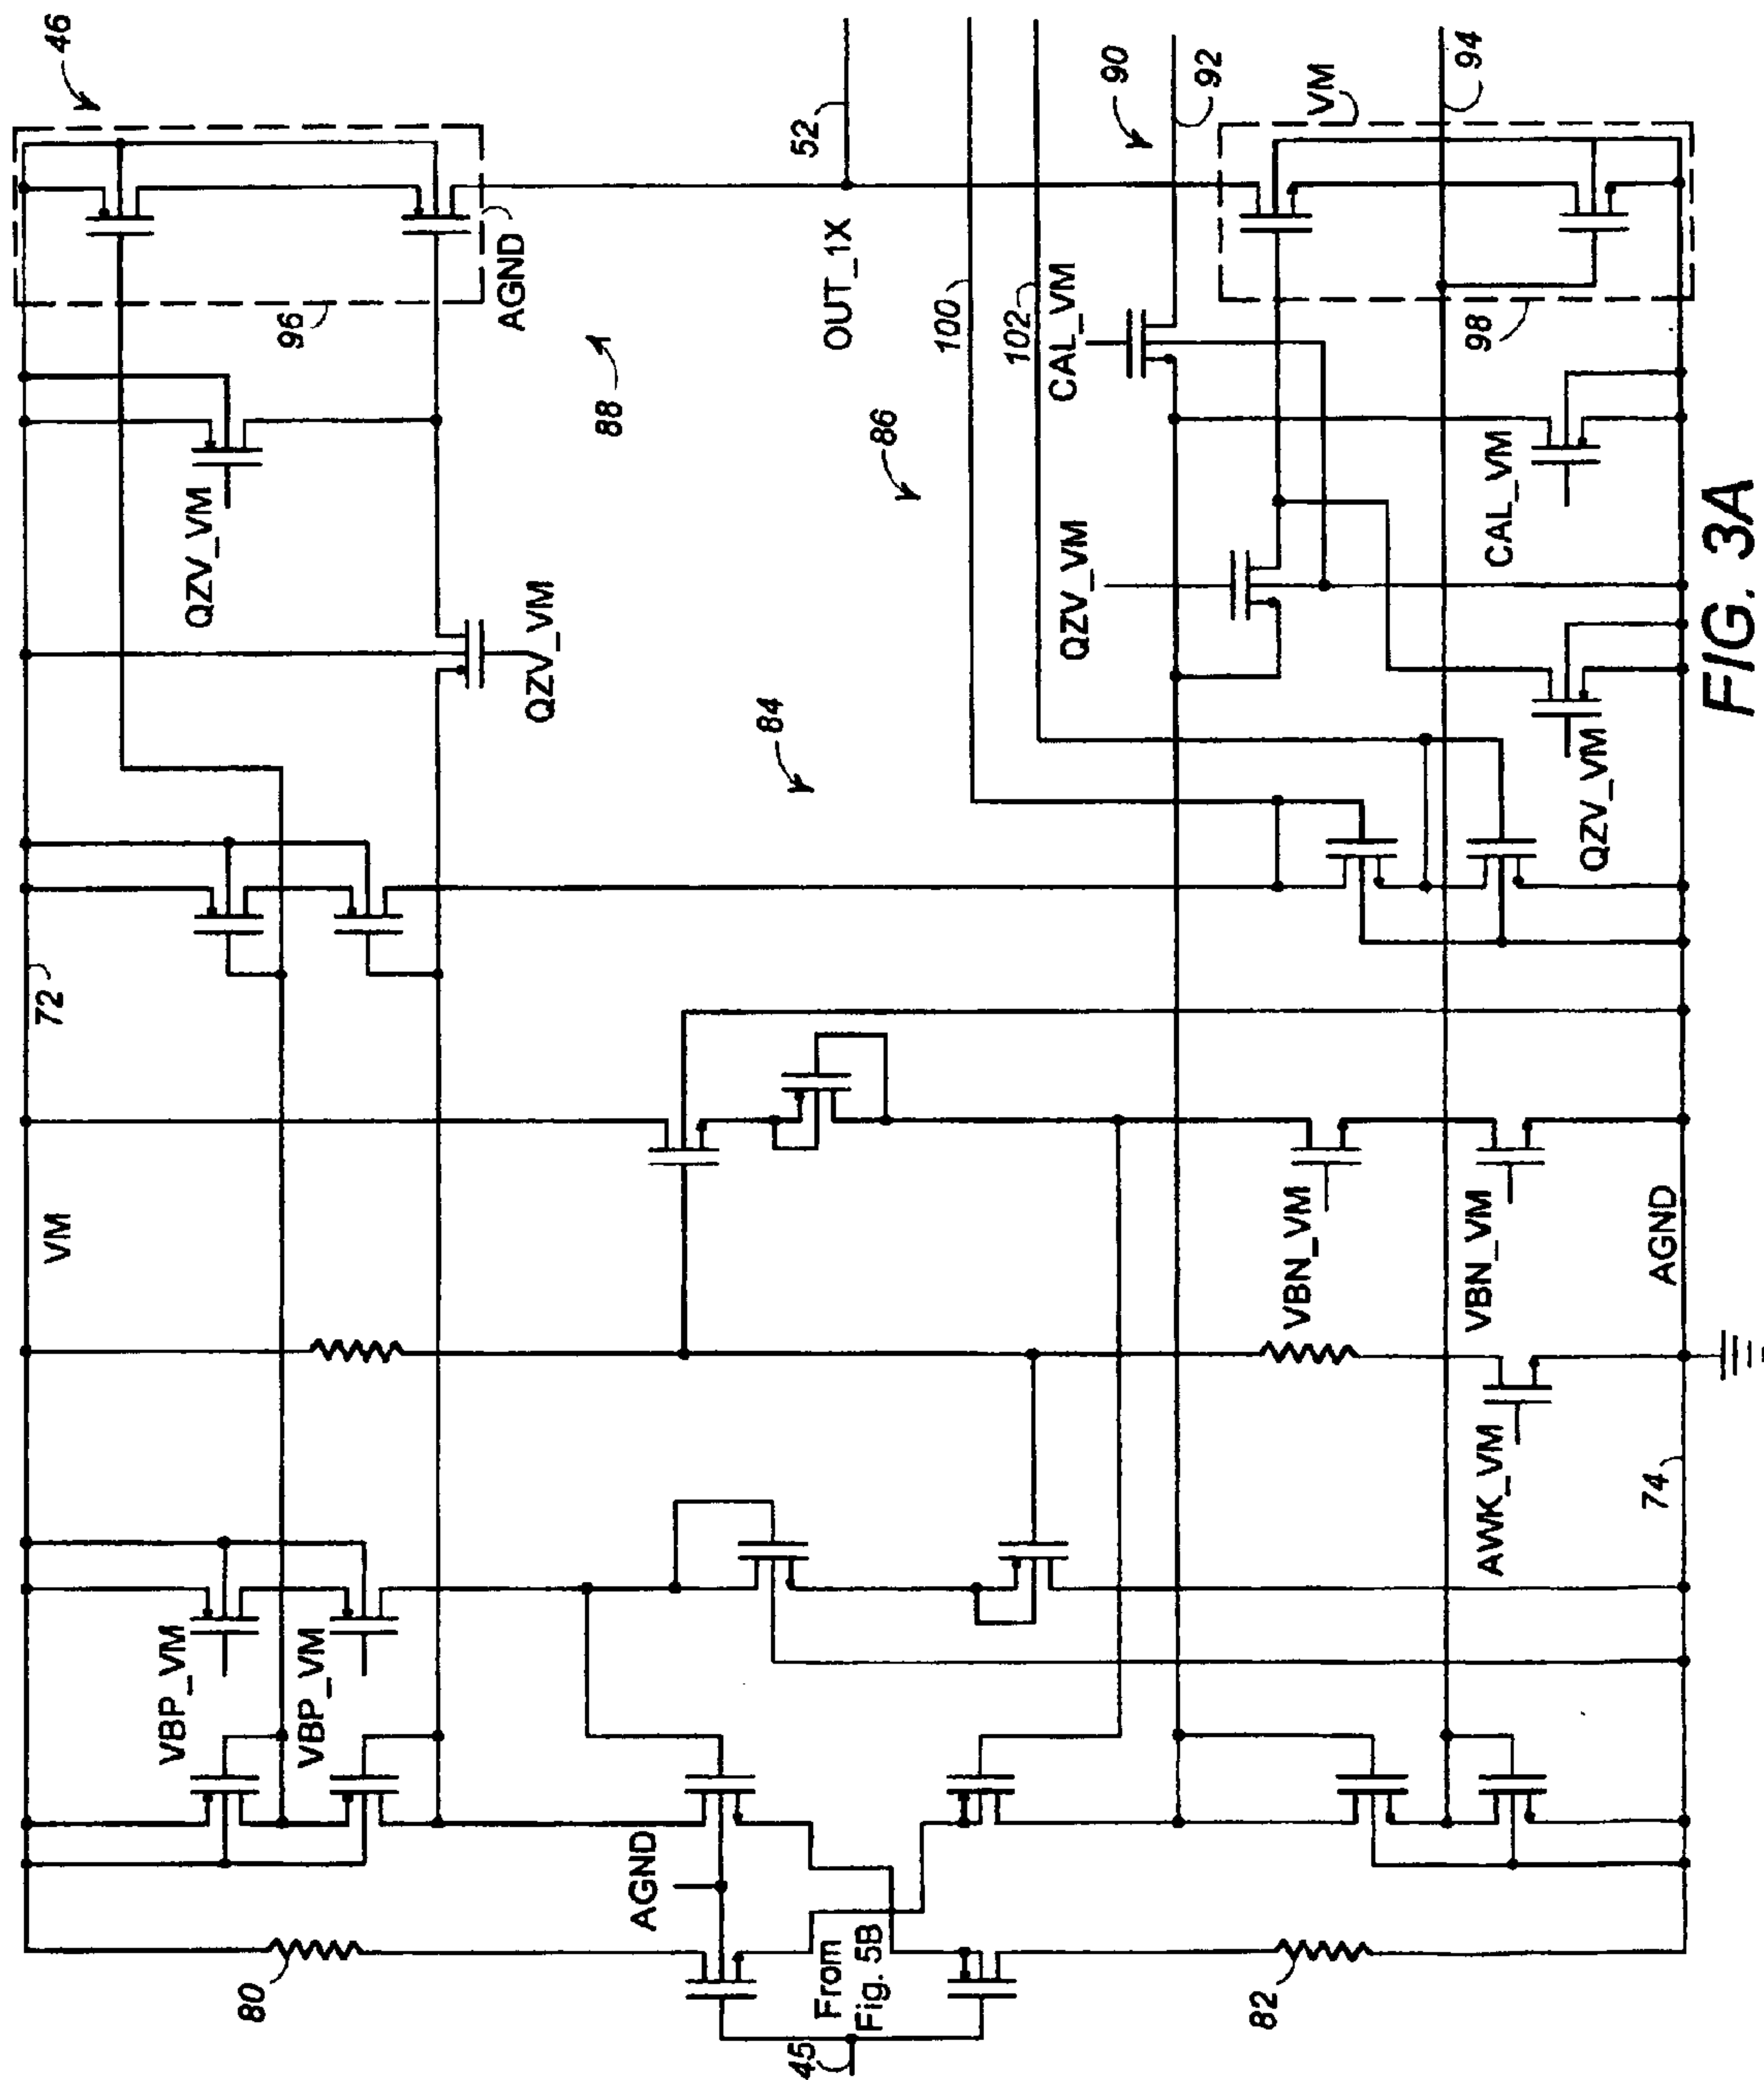 46
VM
72
96
AGND
88
QZV_VM
QZV_VM
52
OUT_1X
100
102
86
84
CAL_VM
90
92
VM
94
98
CAL_VM
QZV_VM
QZV_VM
VBP_VM
VBP_VM
AGND
80
From
Fig. 5B
45
82
VBN_VM
VBN_VM
AWK_VM
AGND
74
FIG. 3A